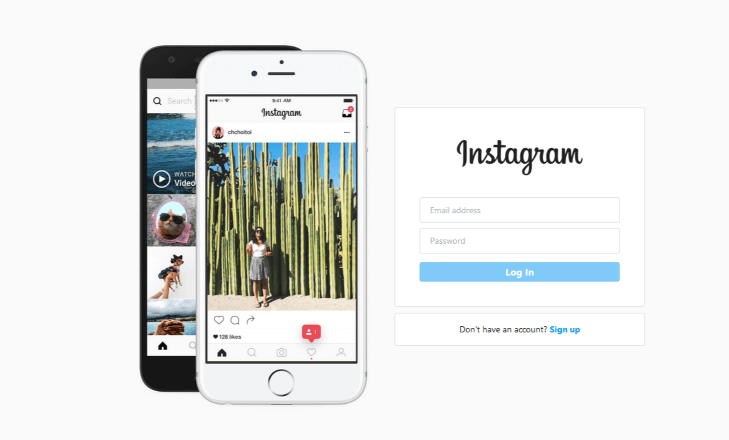 Search
WATCH
Video
9:41 AM
Instagram
2
chchoitoi
128 likes
1
Instagram
Email address
Password
Log In
Don't have an account? Sign up